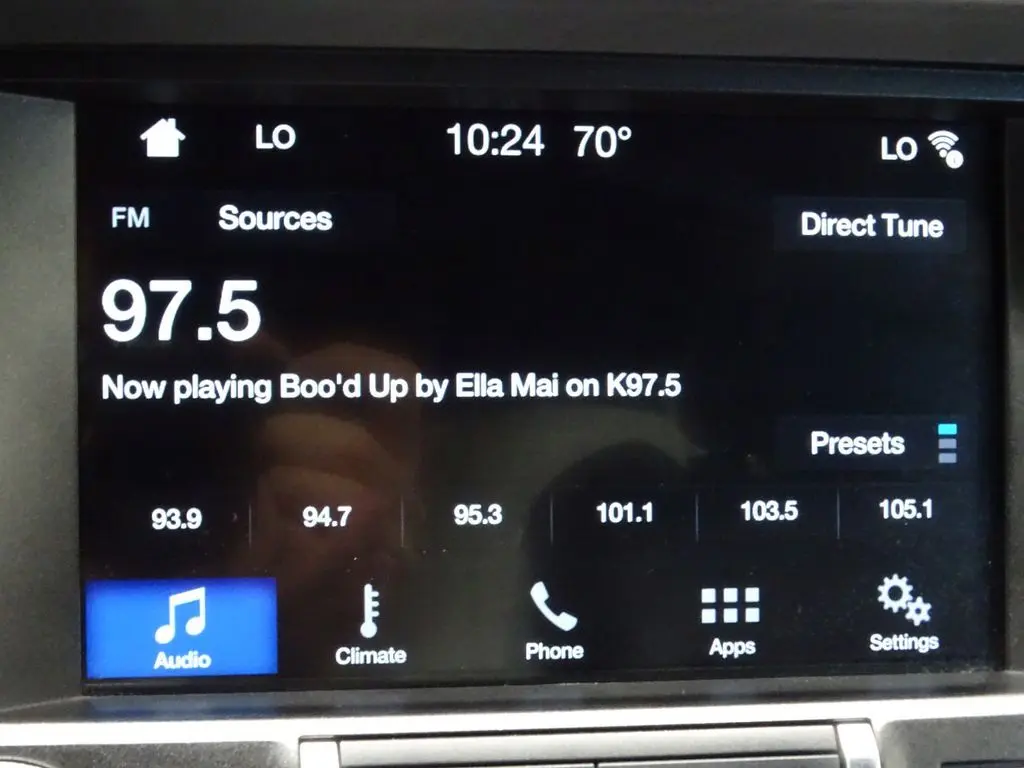 LO 10:24 70° LO
FM Sources Direct Tune
97.5
Now playing Boo'd Up by Ella Mai on K97.5
Presets
93.9 94.7 95.3 101.1 103.5 105.1
Audio Climate Phone Apps Settings